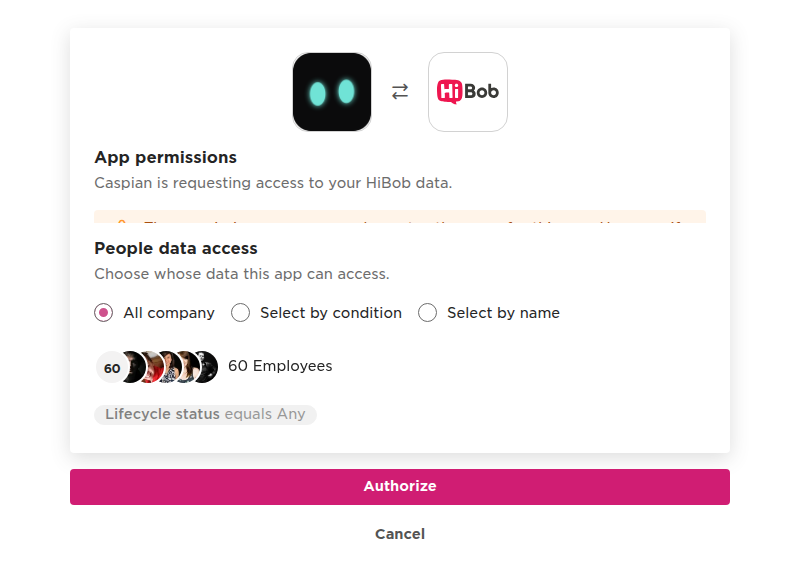 HiBob
App permissions
Caspian is requesting access to your HiBob data.
People data access
Choose whose data this app can access.
All company Select by condition Select by name
60 60 Employees
Lifecycle status equals Any
Authorize
Cancel